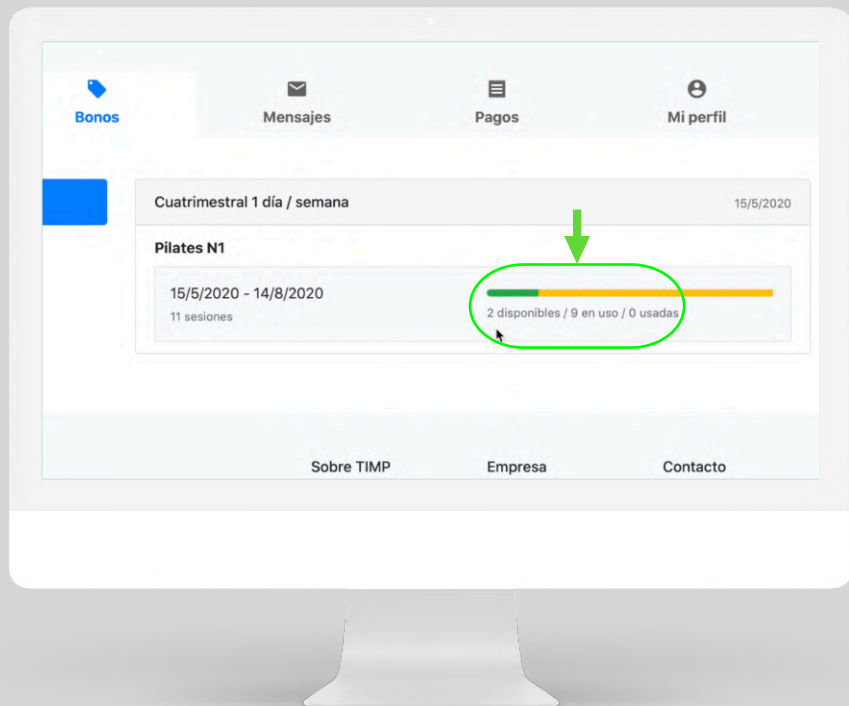 Bonos
Mensajes
Pagos
Mi perfil
Cuatrimestral 1 día / semana
15/5/2020
Pilates N1
15/5/2020 - 14/8/2020
11 sesiones
2 disponibles / 9 en uso / 0 usadas
Sobre TIMP
Empresa
Contacto